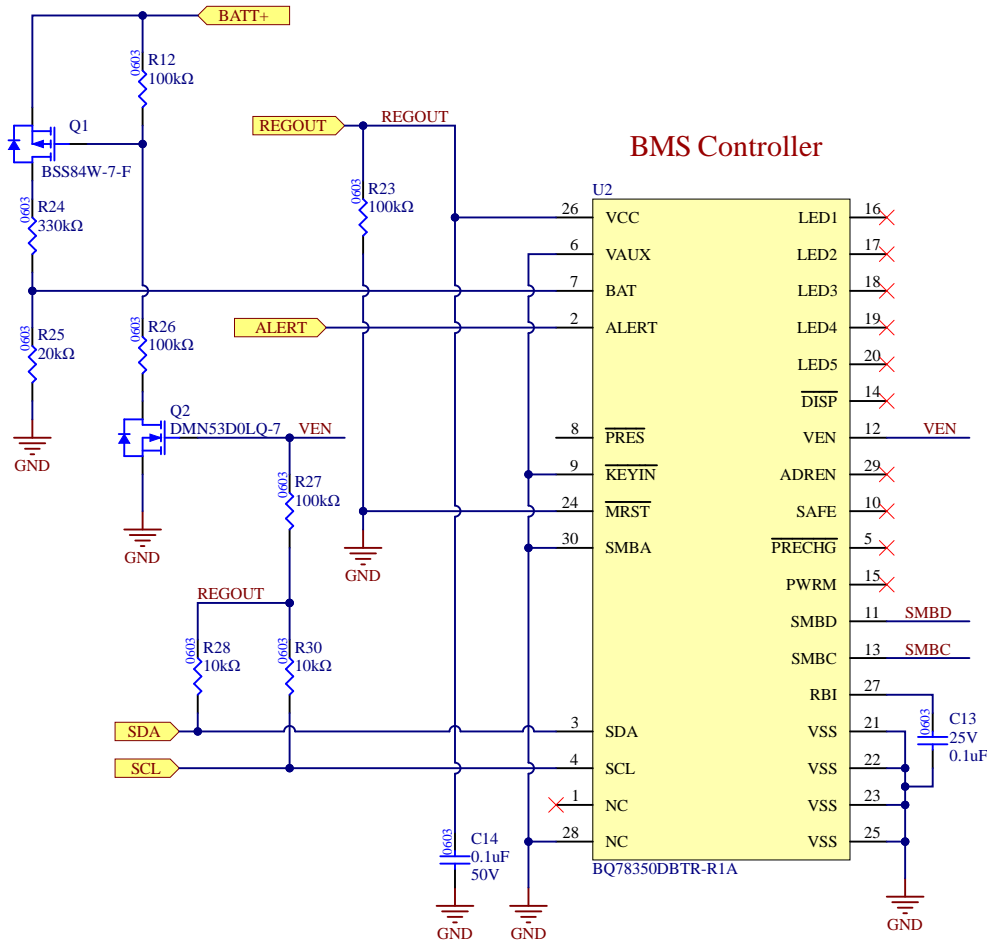 BATT+
0603
R12
100kΩ
Q1
BSS84W-7-F
REGOUT
REGOUT
0603
R23
100kΩ
0603
R24
330kΩ
0603
R25
20kΩ
GND
0603
R26
100kΩ
ALERT
Q2
DMN53D0LQ-7
VEN
GND
0603
R27
100kΩ
GND
REGOUT
0603
R28
10kΩ
0603
R30
10kΩ
SDA
SCL
0603
C14
0.1uF
50V
GND
GND
BMS Controller
U2
26 VCC
6 VAUX
7 BAT
2 ALERT
8 PRES
9 KEYIN
24 MRST
30 SMBA
3 SDA
4 SCL
1 NC
28 NC
LED1 16
LED2 17
LED3 18
LED4 19
LED5 20
DISP 14
VEN 12 VEN
ADREN 29
SAFE 10
PRECHG 5
PWRM 15
SMBD 11 SMBD
SMBC 13 SMBC
RBI 27
VSS 21
VSS 22
VSS 23
VSS 25
BQ78350DBTR-R1A
0603
C13
25V
0.1uF
GND